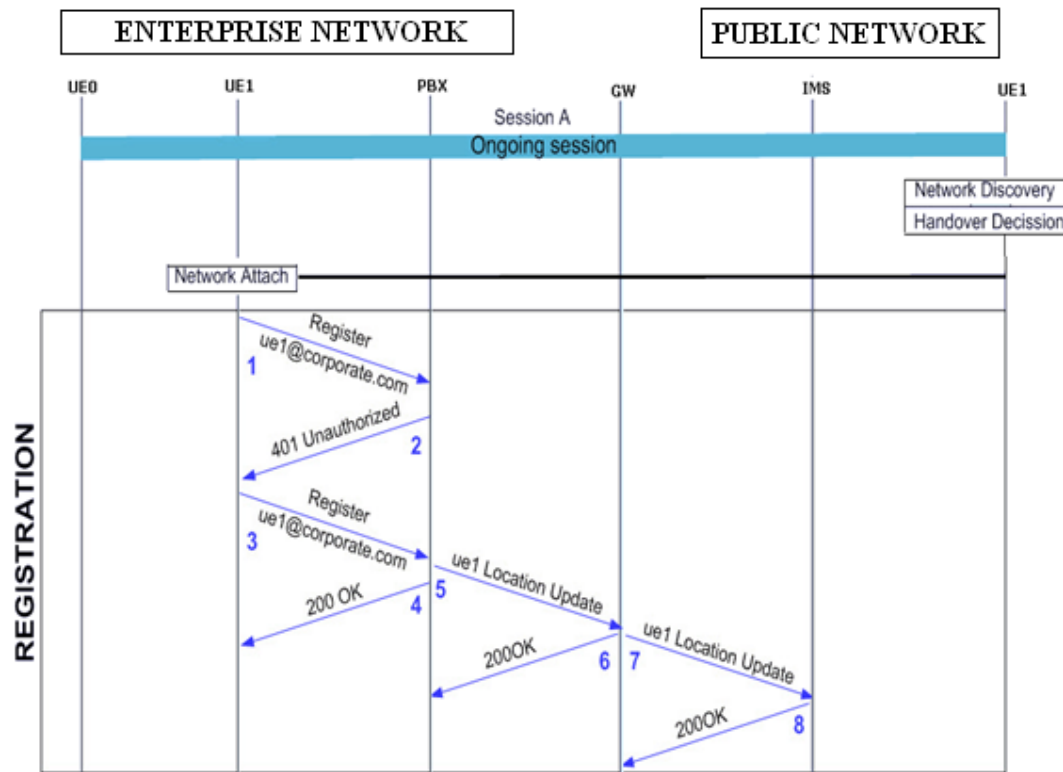 ENTERPRISE NETWORK
PUBLIC NETWORK
UE0
UE1
PBX
GW
IMS
UE1
Session A
Ongoing session
Network Discovery
Handover Decission
Network Attach
REGISTRATION
Register
ue1@corporate.com
1
401 Unauthorized
2
Register
ue1@corporate.com
3
200 OK
4
5
ue1 Location Update
200OK
6
7
ue1 Location Update
200OK
8